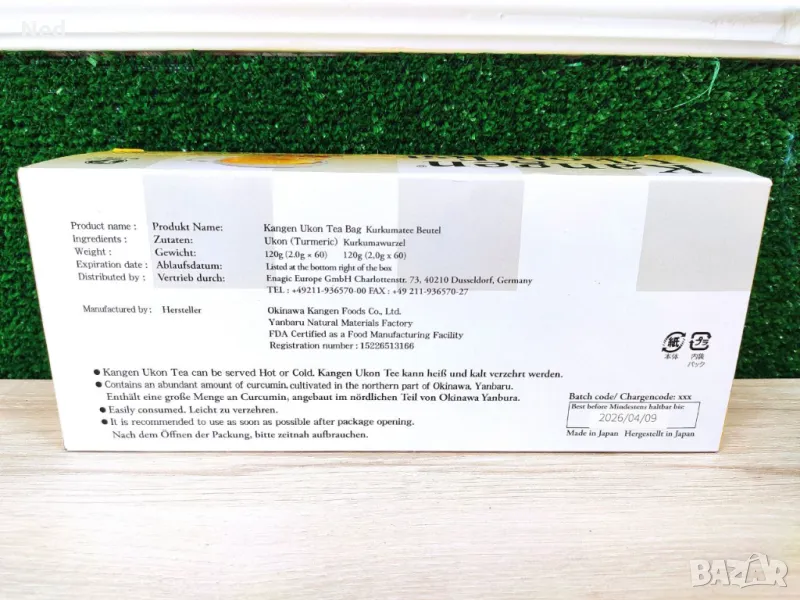 Ned
Kangen
Product name : Produkt Name: Kangen Ukon Tea Bag Kurkumatee Beutel
Ingredients : Zutaten: Ukon (Turmeric) Kurkumawurzel
Weight : Gewicht: 120g (2.0g × 60) 120g (2,0g x 60)
Expiration date : Ablaufsdatum: Listed at the bottom right of the box
Distributed by : Vertrieb durch: Enagic Europe GmbH Charlottenstr. 73, 40210 Dusseldorf, Germany
TEL : +49211-936570-00 FAX : +49 211-936570-27
Manufactured by : Hersteller Okinawa Kangen Foods Co., Ltd.
Yanbaru Natural Materials Factory
FDA Certified as a Food Manufacturing Facility
Registration number : 15226513166
紙 プラ
本体 内装
パック
● Kangen Ukon Tea can be served Hot or Cold. Kangen Ukon Tee kann heiß und kalt verzehrt werden.
● Contains an abundant amount of curcumin, cultivated in the northern part of Okinawa, Yanbaru.
Enthält eine große Menge an Curcumin, angebaut im nördlichen Teil von Okinawa Yanbura.
● Easily consumed. Leicht zu verzehren.
● It is recommended to use as soon as possible after package opening.
Nach dem Öffnen der Packung, bitte zeitnah aufbrauchen.
Batch code/ Chargencode: xxx
Best before Mindestens haltbar bis:
2026/04/09
Made in Japan Hergestellt in Japan
BAZAR